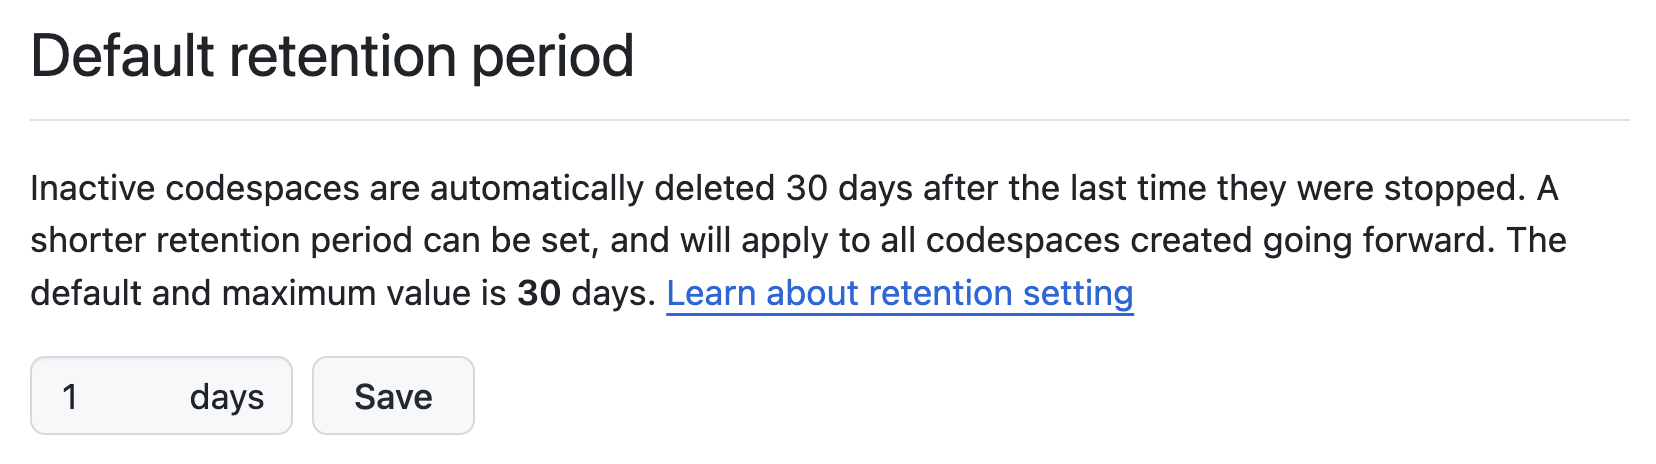 Default retention period
Inactive codespaces are automatically deleted 30 days after the last time they were stopped. A
shorter retention period can be set, and will apply to all codespaces created going forward. The
default and maximum value is 30 days. Learn about retention setting
1 days Save